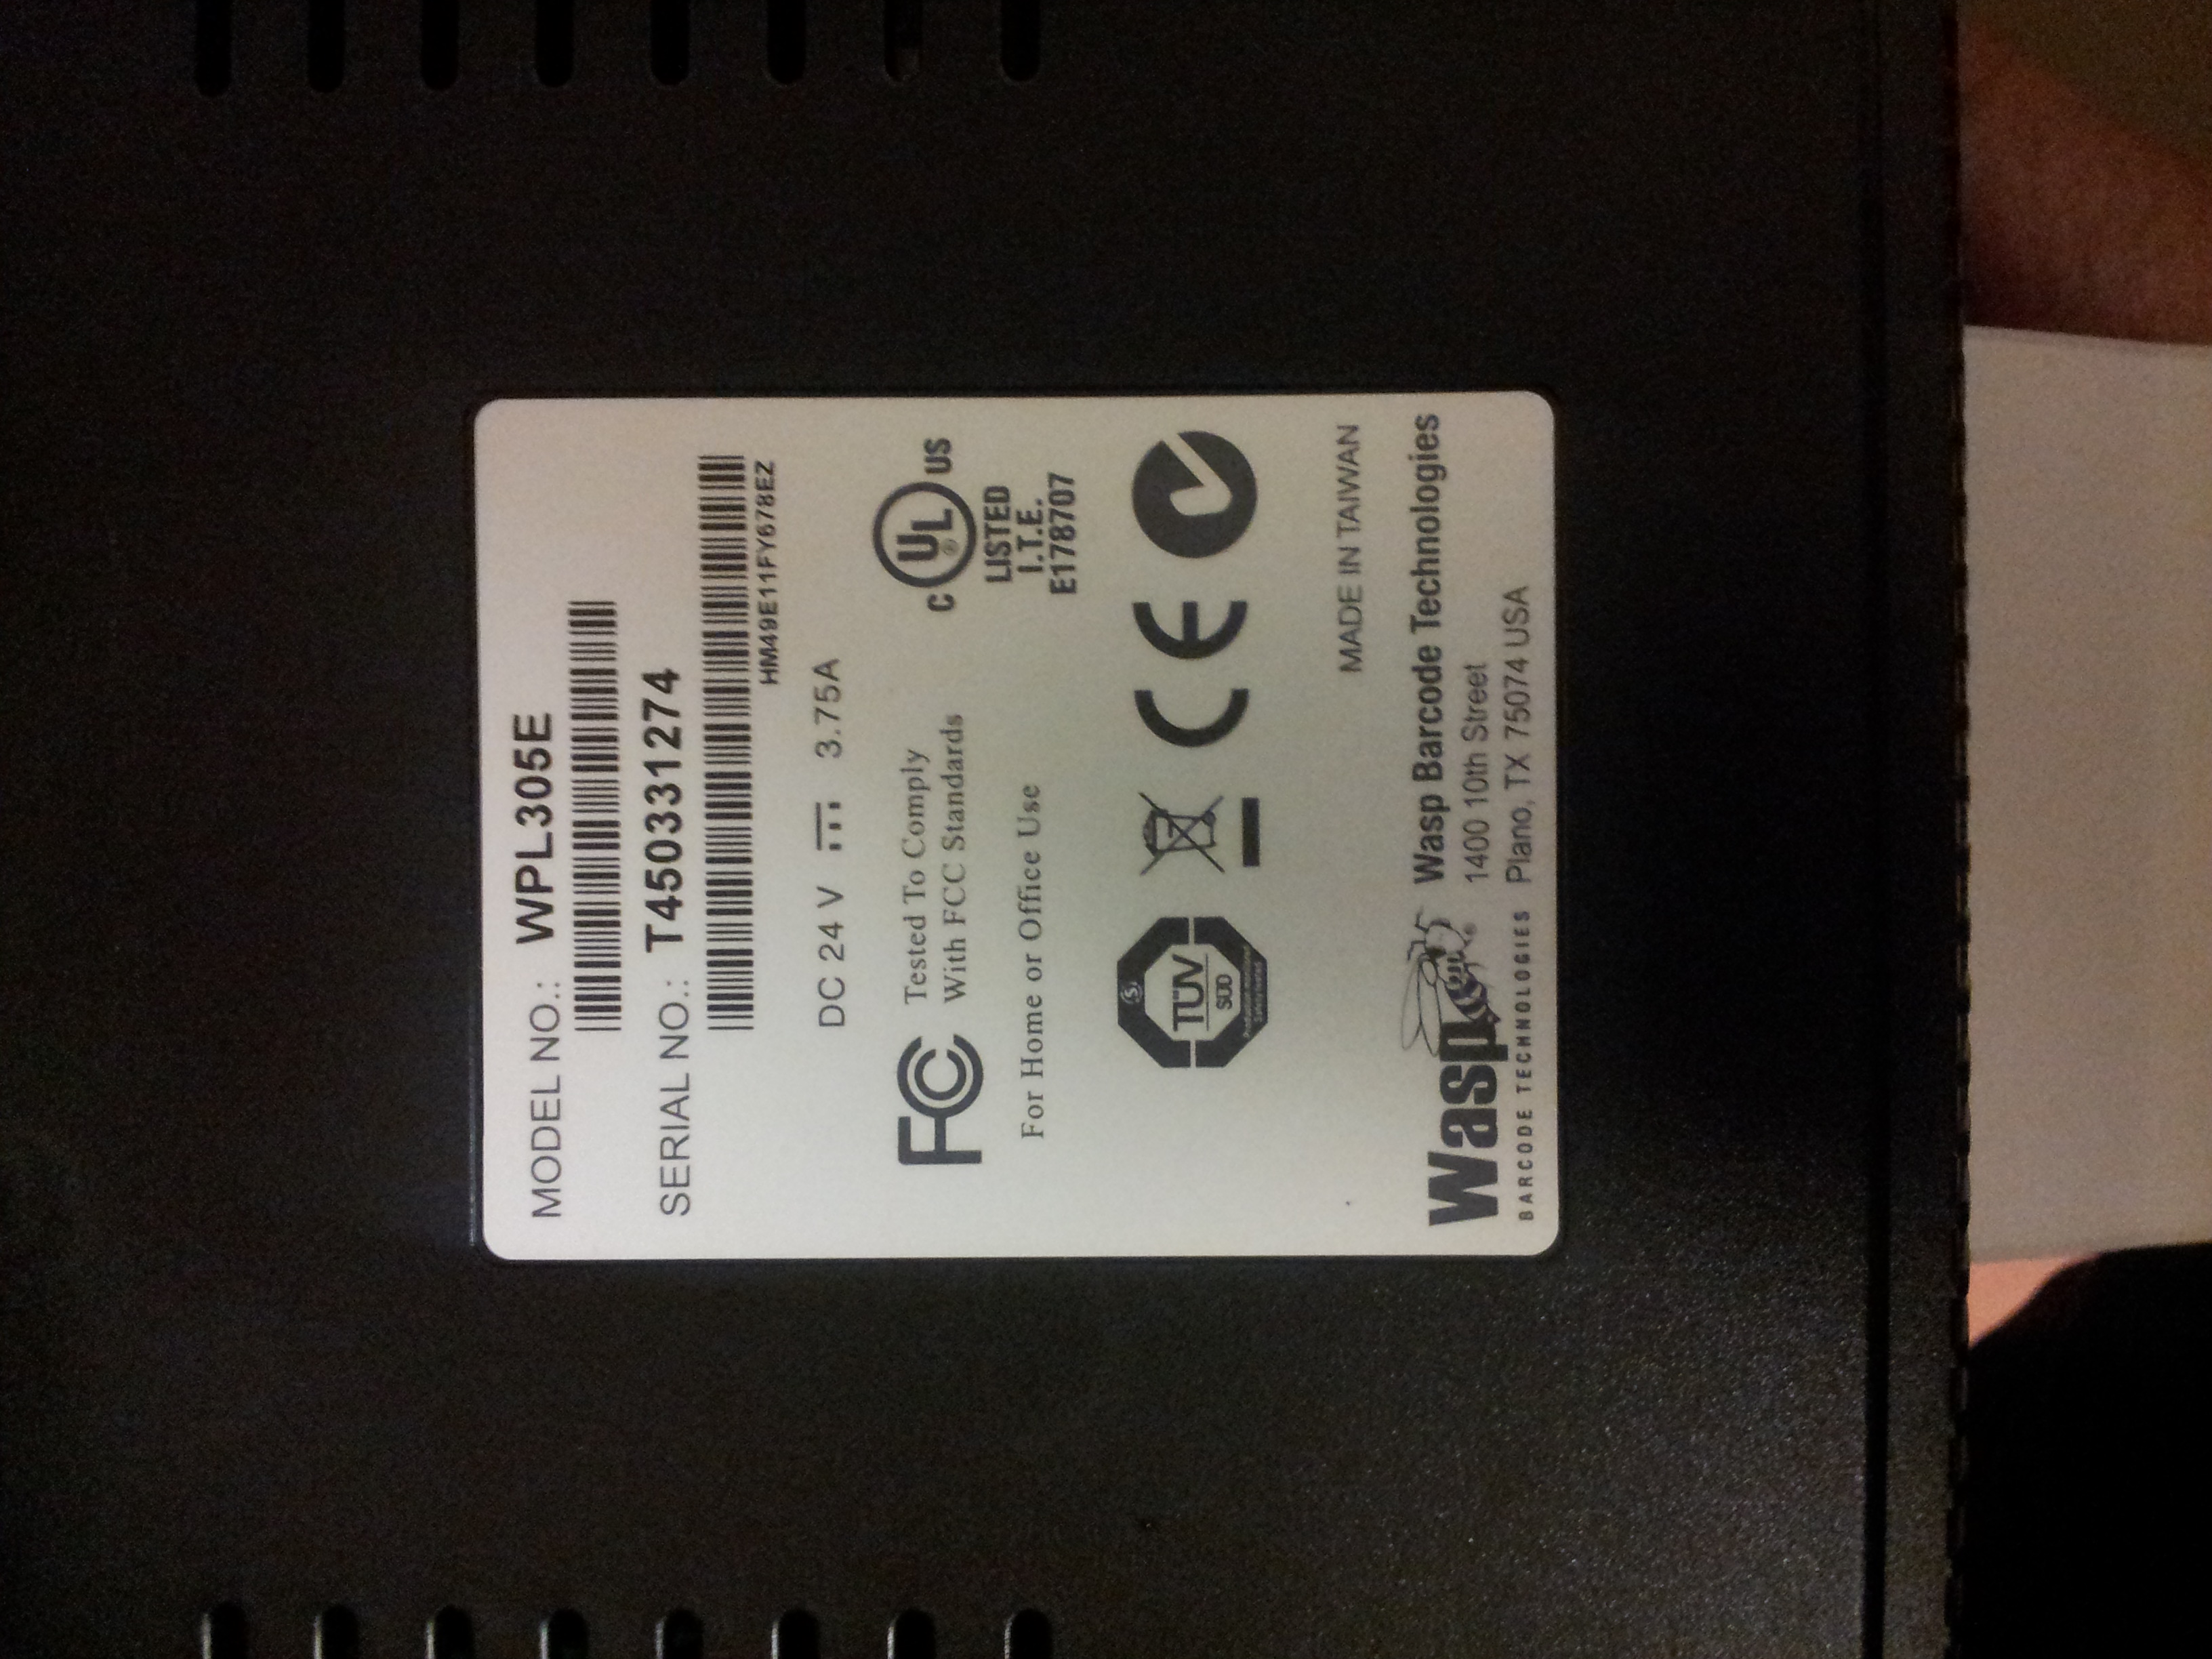 MODEL NO.: WPL305E
SERIAL NO.: T450331274
HM49E11FY678EZ
DC 24 V 3.75A
FC Tested To Comply
With FCC Standards
For Home or Office Use
C UL® US
LISTED
I.T.E.
E178707
TÜV
SÜD
CE
MADE IN TAIWAN
Wasp®
BARCODE TECHNOLOGIES
Wasp Barcode Technologies
1400 10th Street
Plano, TX 75074 USA